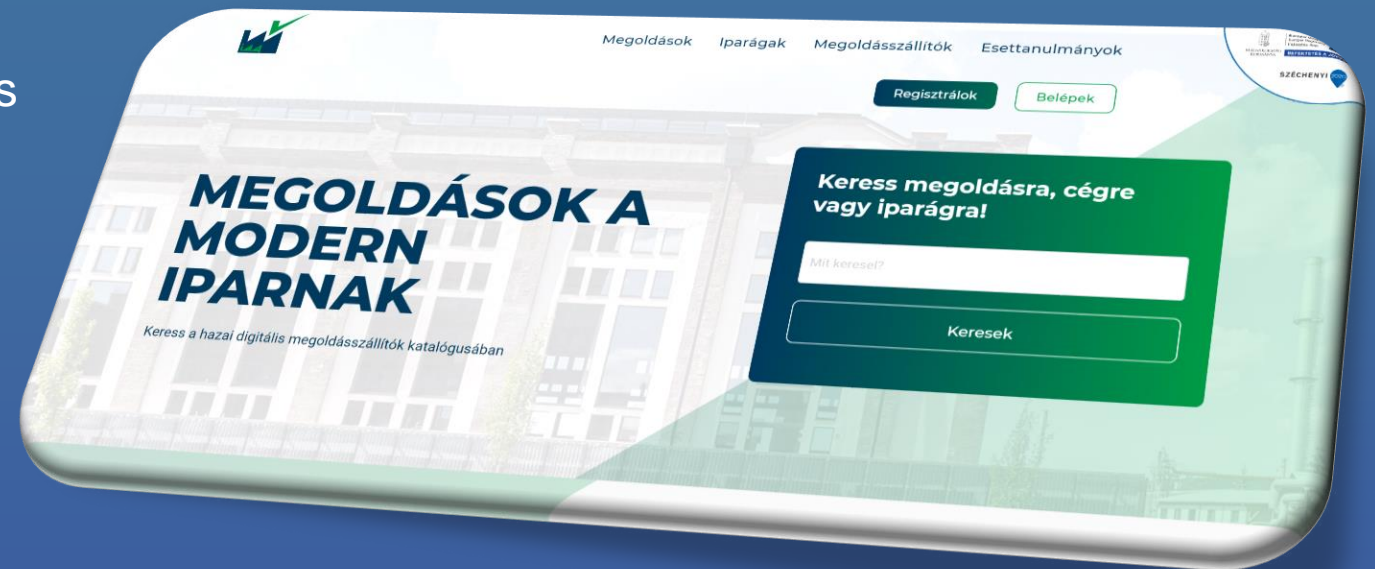 s
Megoldások Iparágak Megoldásszállítók Esettanulmányok
SZÉCHENYI
Regisztrálok Belépek
MEGOLDÁSOK A
MODERN
IPARNAK
Keress a hazai digitális megoldásszállítók katalógusában
Keress megoldásra, cégre
vagy iparágra!
Mit keresel?
Keresek